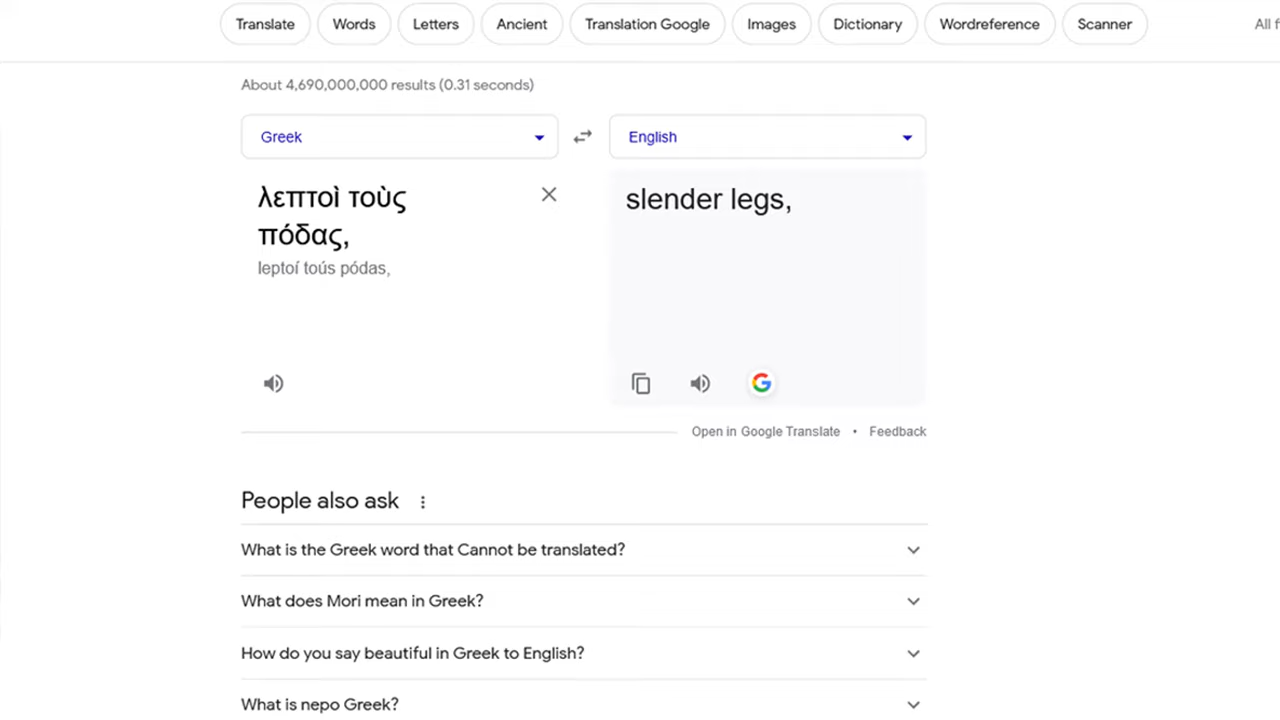 Translate Words Letters Ancient Translation Google Images Dictionary Wordreference Scanner All f
About 4,690,000,000 results (0.31 seconds)
Greek English
λεπτοὶ τοὺς
πόδας,
leptoí toús pódas,
slender legs,
Open in Google Translate • Feedback
People also ask
What is the Greek word that Cannot be translated?
What does Mori mean in Greek?
How do you say beautiful in Greek to English?
What is nepo Greek?